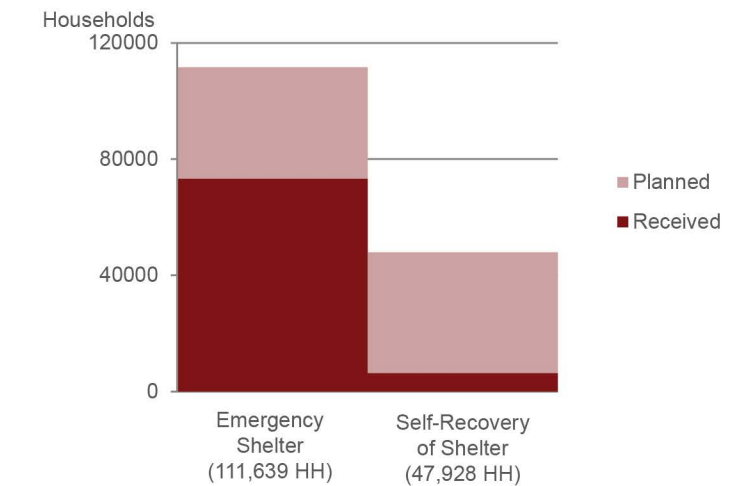 Households
120000
80000
40000
0
Planned
Received
Emergency
Shelter
(111,639 HH)
Self-Recovery
of Shelter
(47,928 HH)